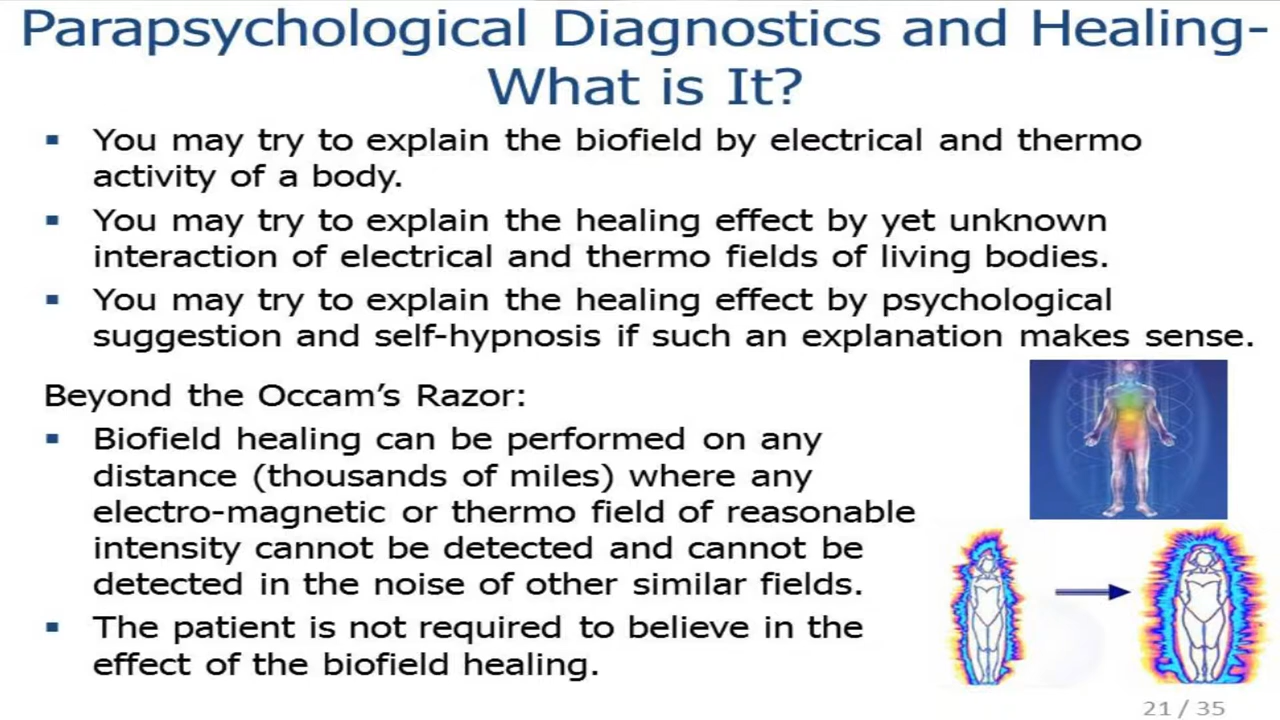 Parapsychological Diagnostics and Healing-
What is It?
▪ You may try to explain the biofield by electrical and thermo
activity of a body.
▪ You may try to explain the healing effect by yet unknown
interaction of electrical and thermo fields of living bodies.
▪ You may try to explain the healing effect by psychological
suggestion and self-hypnosis if such an explanation makes sense.
Beyond the Occam's Razor:
▪ Biofield healing can be performed on any
distance (thousands of miles) where any
electro-magnetic or thermo field of reasonable
intensity cannot be detected and cannot be
detected in the noise of other similar fields.
▪ The patient is not required to believe in the
effect of the biofield healing.
21 / 35